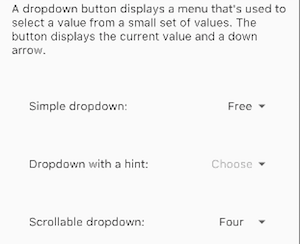 A dropdown button displays a menu that's used to
select a value from a small set of values. The
button displays the current value and a down
arrow.
Simple dropdown: Free
Dropdown with a hint: Choose
Scrollable dropdown: Four